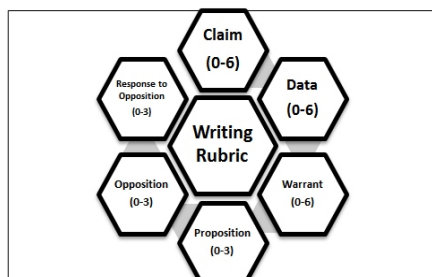 Claim
(0-6)
Data
(0-6)
Warrant
(0-6)
Proposition
(0-3)
Opposition
(0-3)
Response to
Opposition
(0-3)
Writing
Rubric